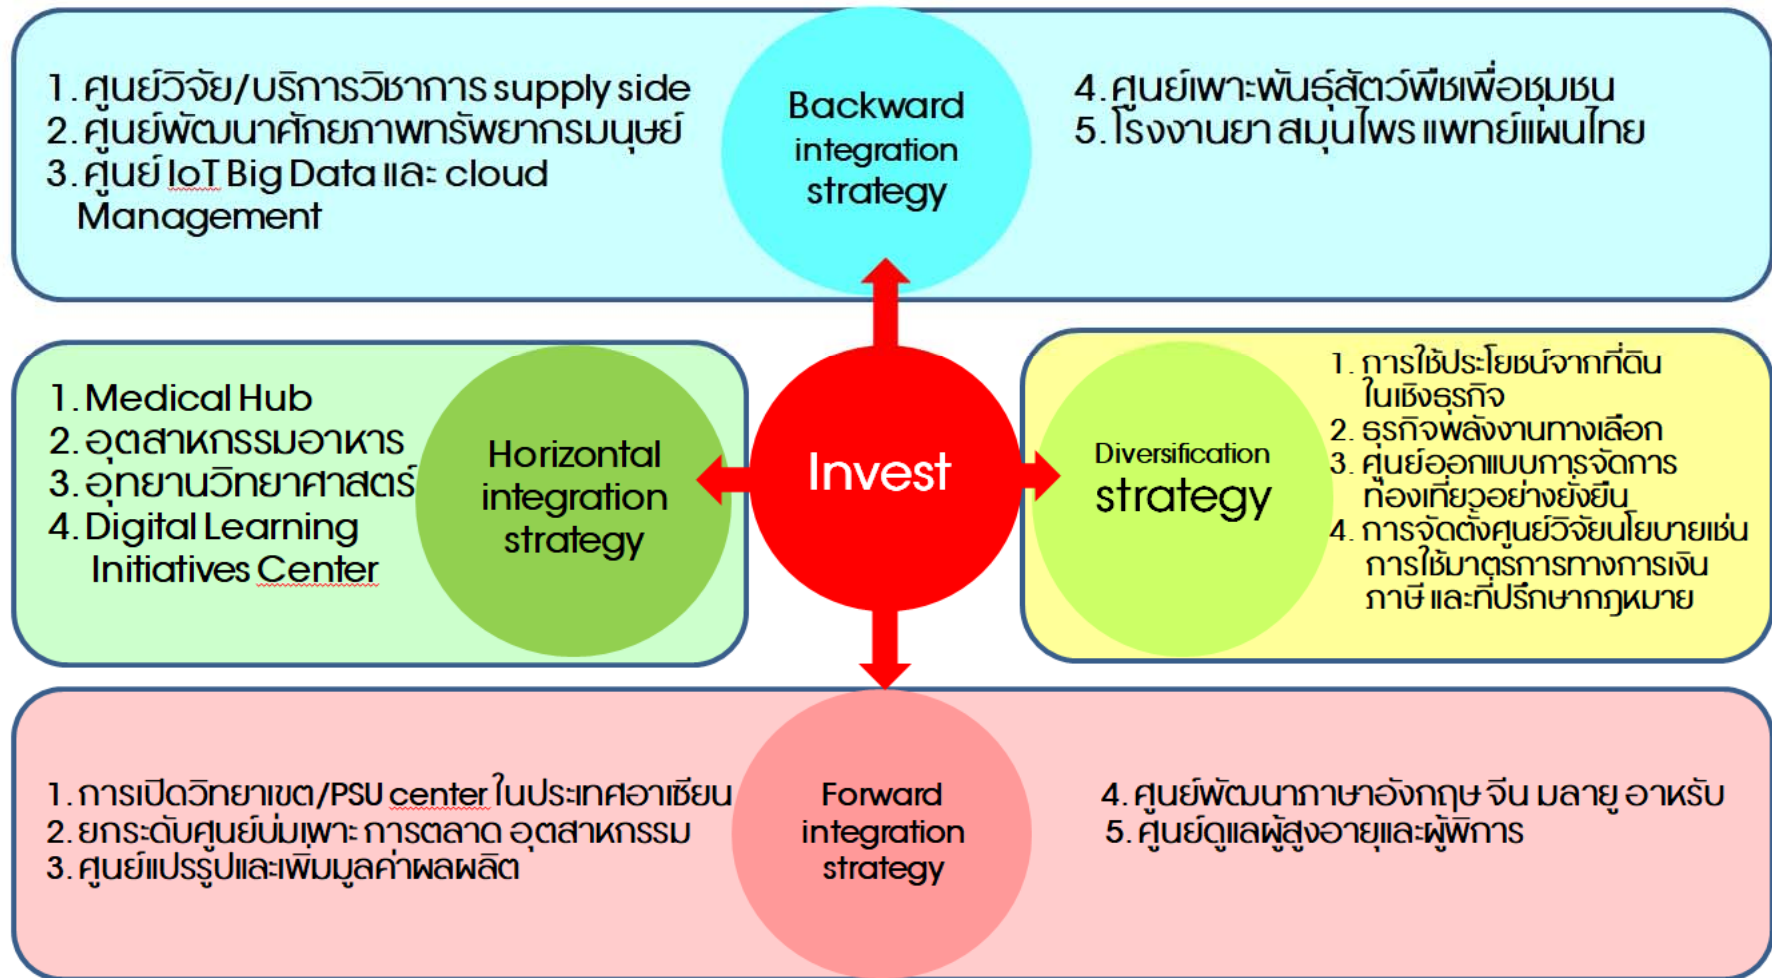 1. ศูนย์วิจัย/บริการวิชาการ supply side
2. ศูนย์พัฒนาศักยภาพทรัพยากรมนุษย์
3. ศูนย์ IoT Big Data และ cloud
Management
Backward
integration
strategy
4. ศูนย์เพาะพันธุ์สัตว์พืชเพื่อชุมชน
5. โรงงานยา สมุนไพร แพทย์แผนไทย
1. Medical Hub
2. อุตสาหกรรมอาหาร
3. อุทยานวิทยาศาสตร์
4. Digital Learning
Initiatives Center
Horizontal
integration
strategy
Invest
Diversification
strategy
1. การใช้ประโยชน์จากที่ดิน
ในเชิงธุรกิจ
2. ธุรกิจพลังงานทางเลือก
3. ศูนย์ออกแบบการจัดการ
ท่องเที่ยวอย่างยั่งยืน
4. การจัดตั้งศูนย์วิจัยนโยบายเช่น
การใช้มาตรการทางการเงิน
ภาษี และที่ปรึกษากฎหมาย
1. การเปิดวิทยาเขต/PSU center ในประเทศอาเซียน
2. ยกระดับศูนย์บ่มเพาะ การตลาด อุตสาหกรรม
3. ศูนย์แปรรูปและเพิ่มมูลค่าผลผลิต
Forward
integration
strategy
4. ศูนย์พัฒนาภาษาอังกฤษ จีน มลายู อาหรับ
5. ศูนย์ดูแลผู้สูงอายุและผู้พิการ